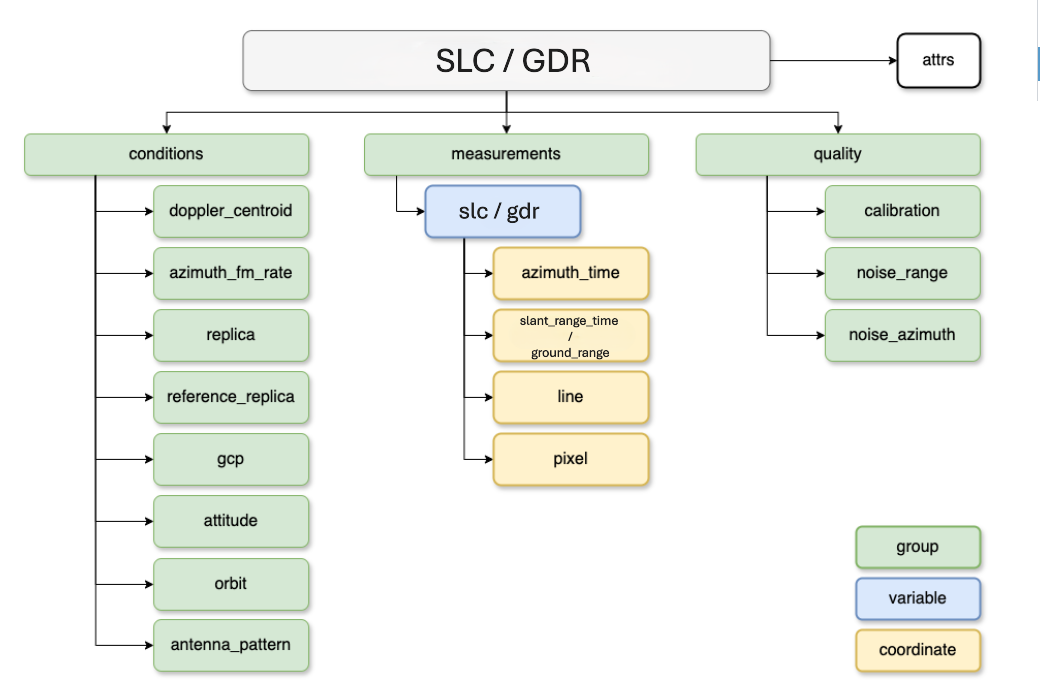 SLC / GDR
attrs
conditions
doppler_centroid
azimuth_fm_rate
replica
reference_replica
gcp
attitude
orbit
antenna_pattern
measurements
slc / gdr
azimuth_time
slant_range_time
/
ground_range
line
pixel
quality
calibration
noise_range
noise_azimuth
group
variable
coordinate